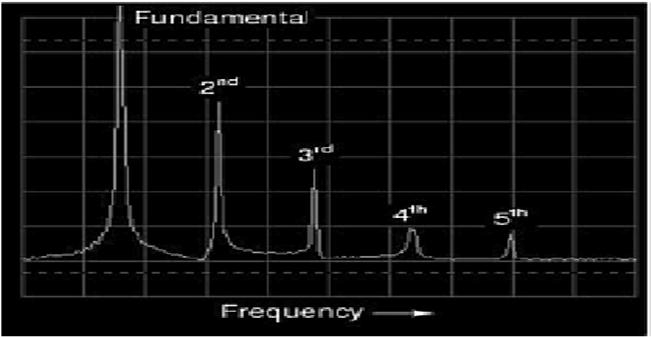 Fundamental
2nd
3rd
4th
5th
Frequency